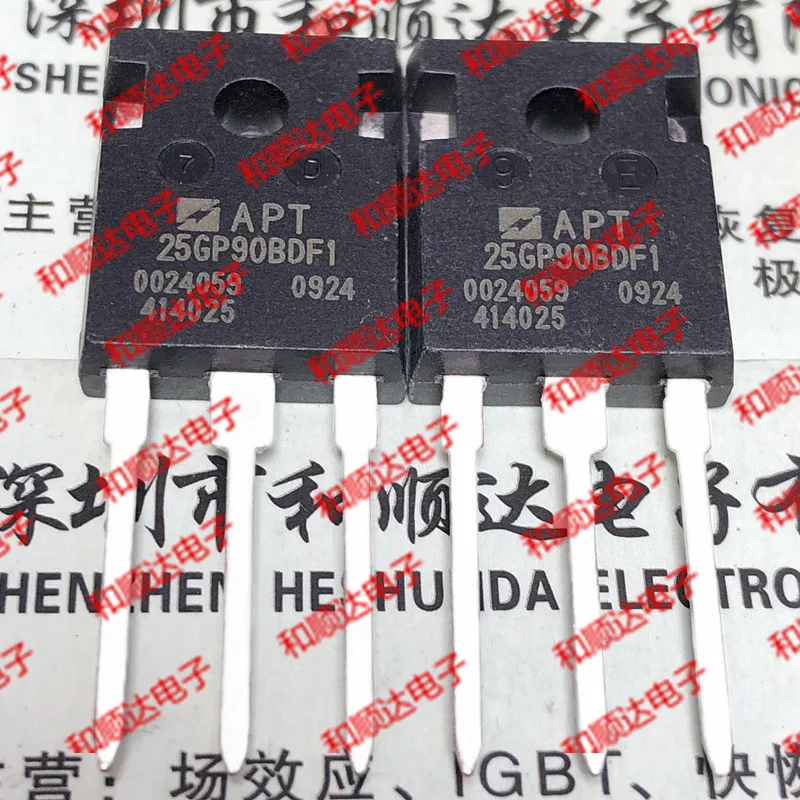 深圳市和顺达电子有限
SHE
ONIC
主营
恢复
极
7 D
APT
25GP90BDF1
0024059 0924
414025
9 E
APT
25GP90BDF1
0024059 0924
414025
深圳市和顺达电子有
SHENZHEN HESHUNDA ELECTRO
主营：场效应、IGBT、快恢
和顺达电子